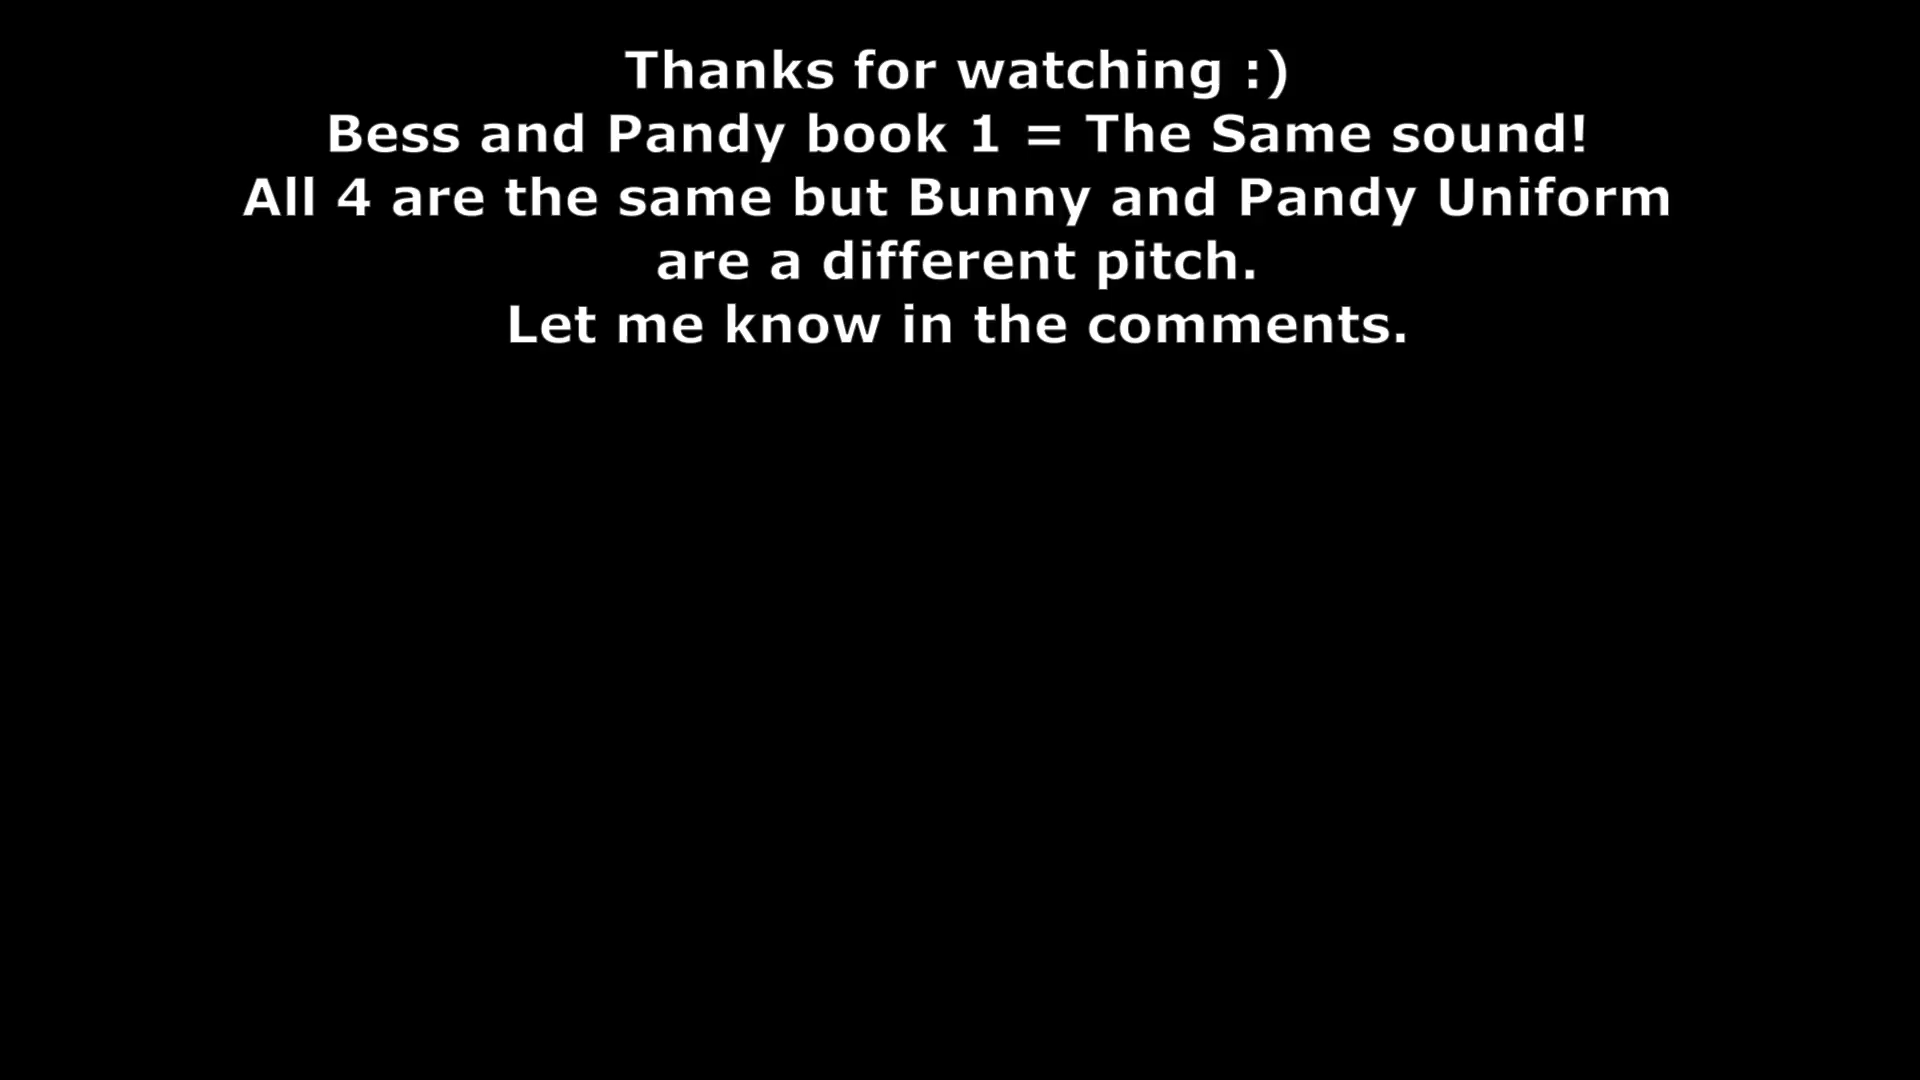 Thanks for watching :)
Bess and Pandy book 1 = The Same sound!
All 4 are the same but Bunny and Pandy Uniform
are a different pitch.
Let me know in the comments.